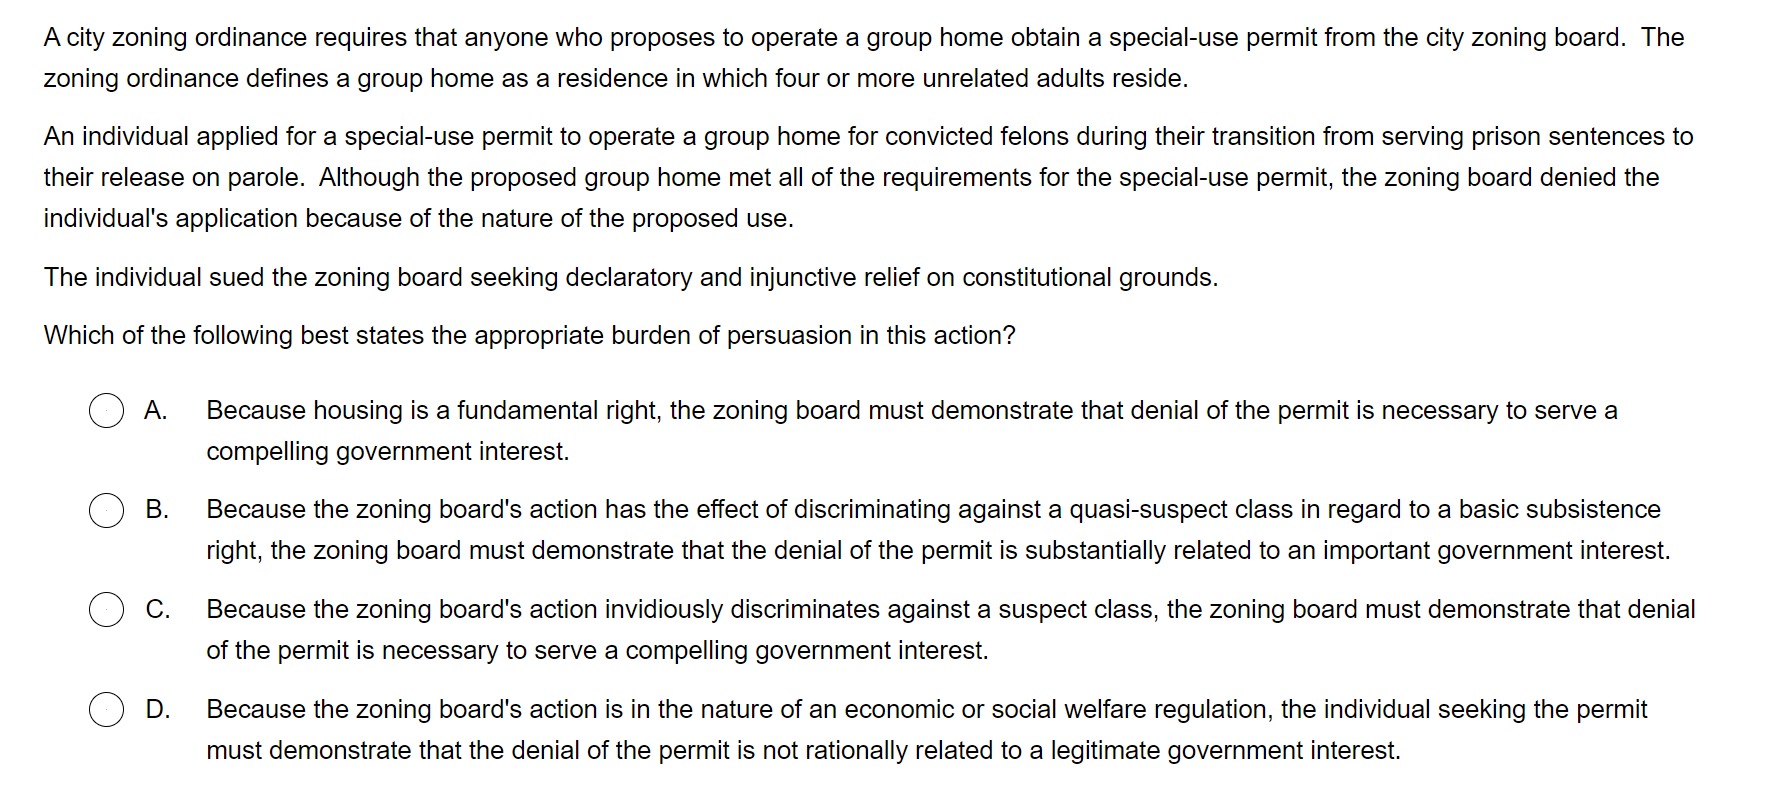 A city zoning ordinance requires that anyone who proposes to operate a group home obtain a special-use permit from the city zoning board.  The
zoning ordinance defines a group home as a residence in which four or more unrelated adults reside.
An individual applied for a special-use permit to operate a group home for convicted felons during their transition from serving prison sentences to
their release on parole.  Although the proposed group home met all of the requirements for the special-use permit, the zoning board denied the
individual's application because of the nature of the proposed use.
The individual sued the zoning board seeking declaratory and injunctive relief on constitutional grounds.
Which of the following best states the appropriate burden of persuasion in this action?
A. Because housing is a fundamental right, the zoning board must demonstrate that denial of the permit is necessary to serve a
compelling government interest.
B. Because the zoning board's action has the effect of discriminating against a quasi-suspect class in regard to a basic subsistence
right, the zoning board must demonstrate that the denial of the permit is substantially related to an important government interest.
C. Because the zoning board's action invidiously discriminates against a suspect class, the zoning board must demonstrate that denial
of the permit is necessary to serve a compelling government interest.
D. Because the zoning board's action is in the nature of an economic or social welfare regulation, the individual seeking the permit
must demonstrate that the denial of the permit is not rationally related to a legitimate government interest.